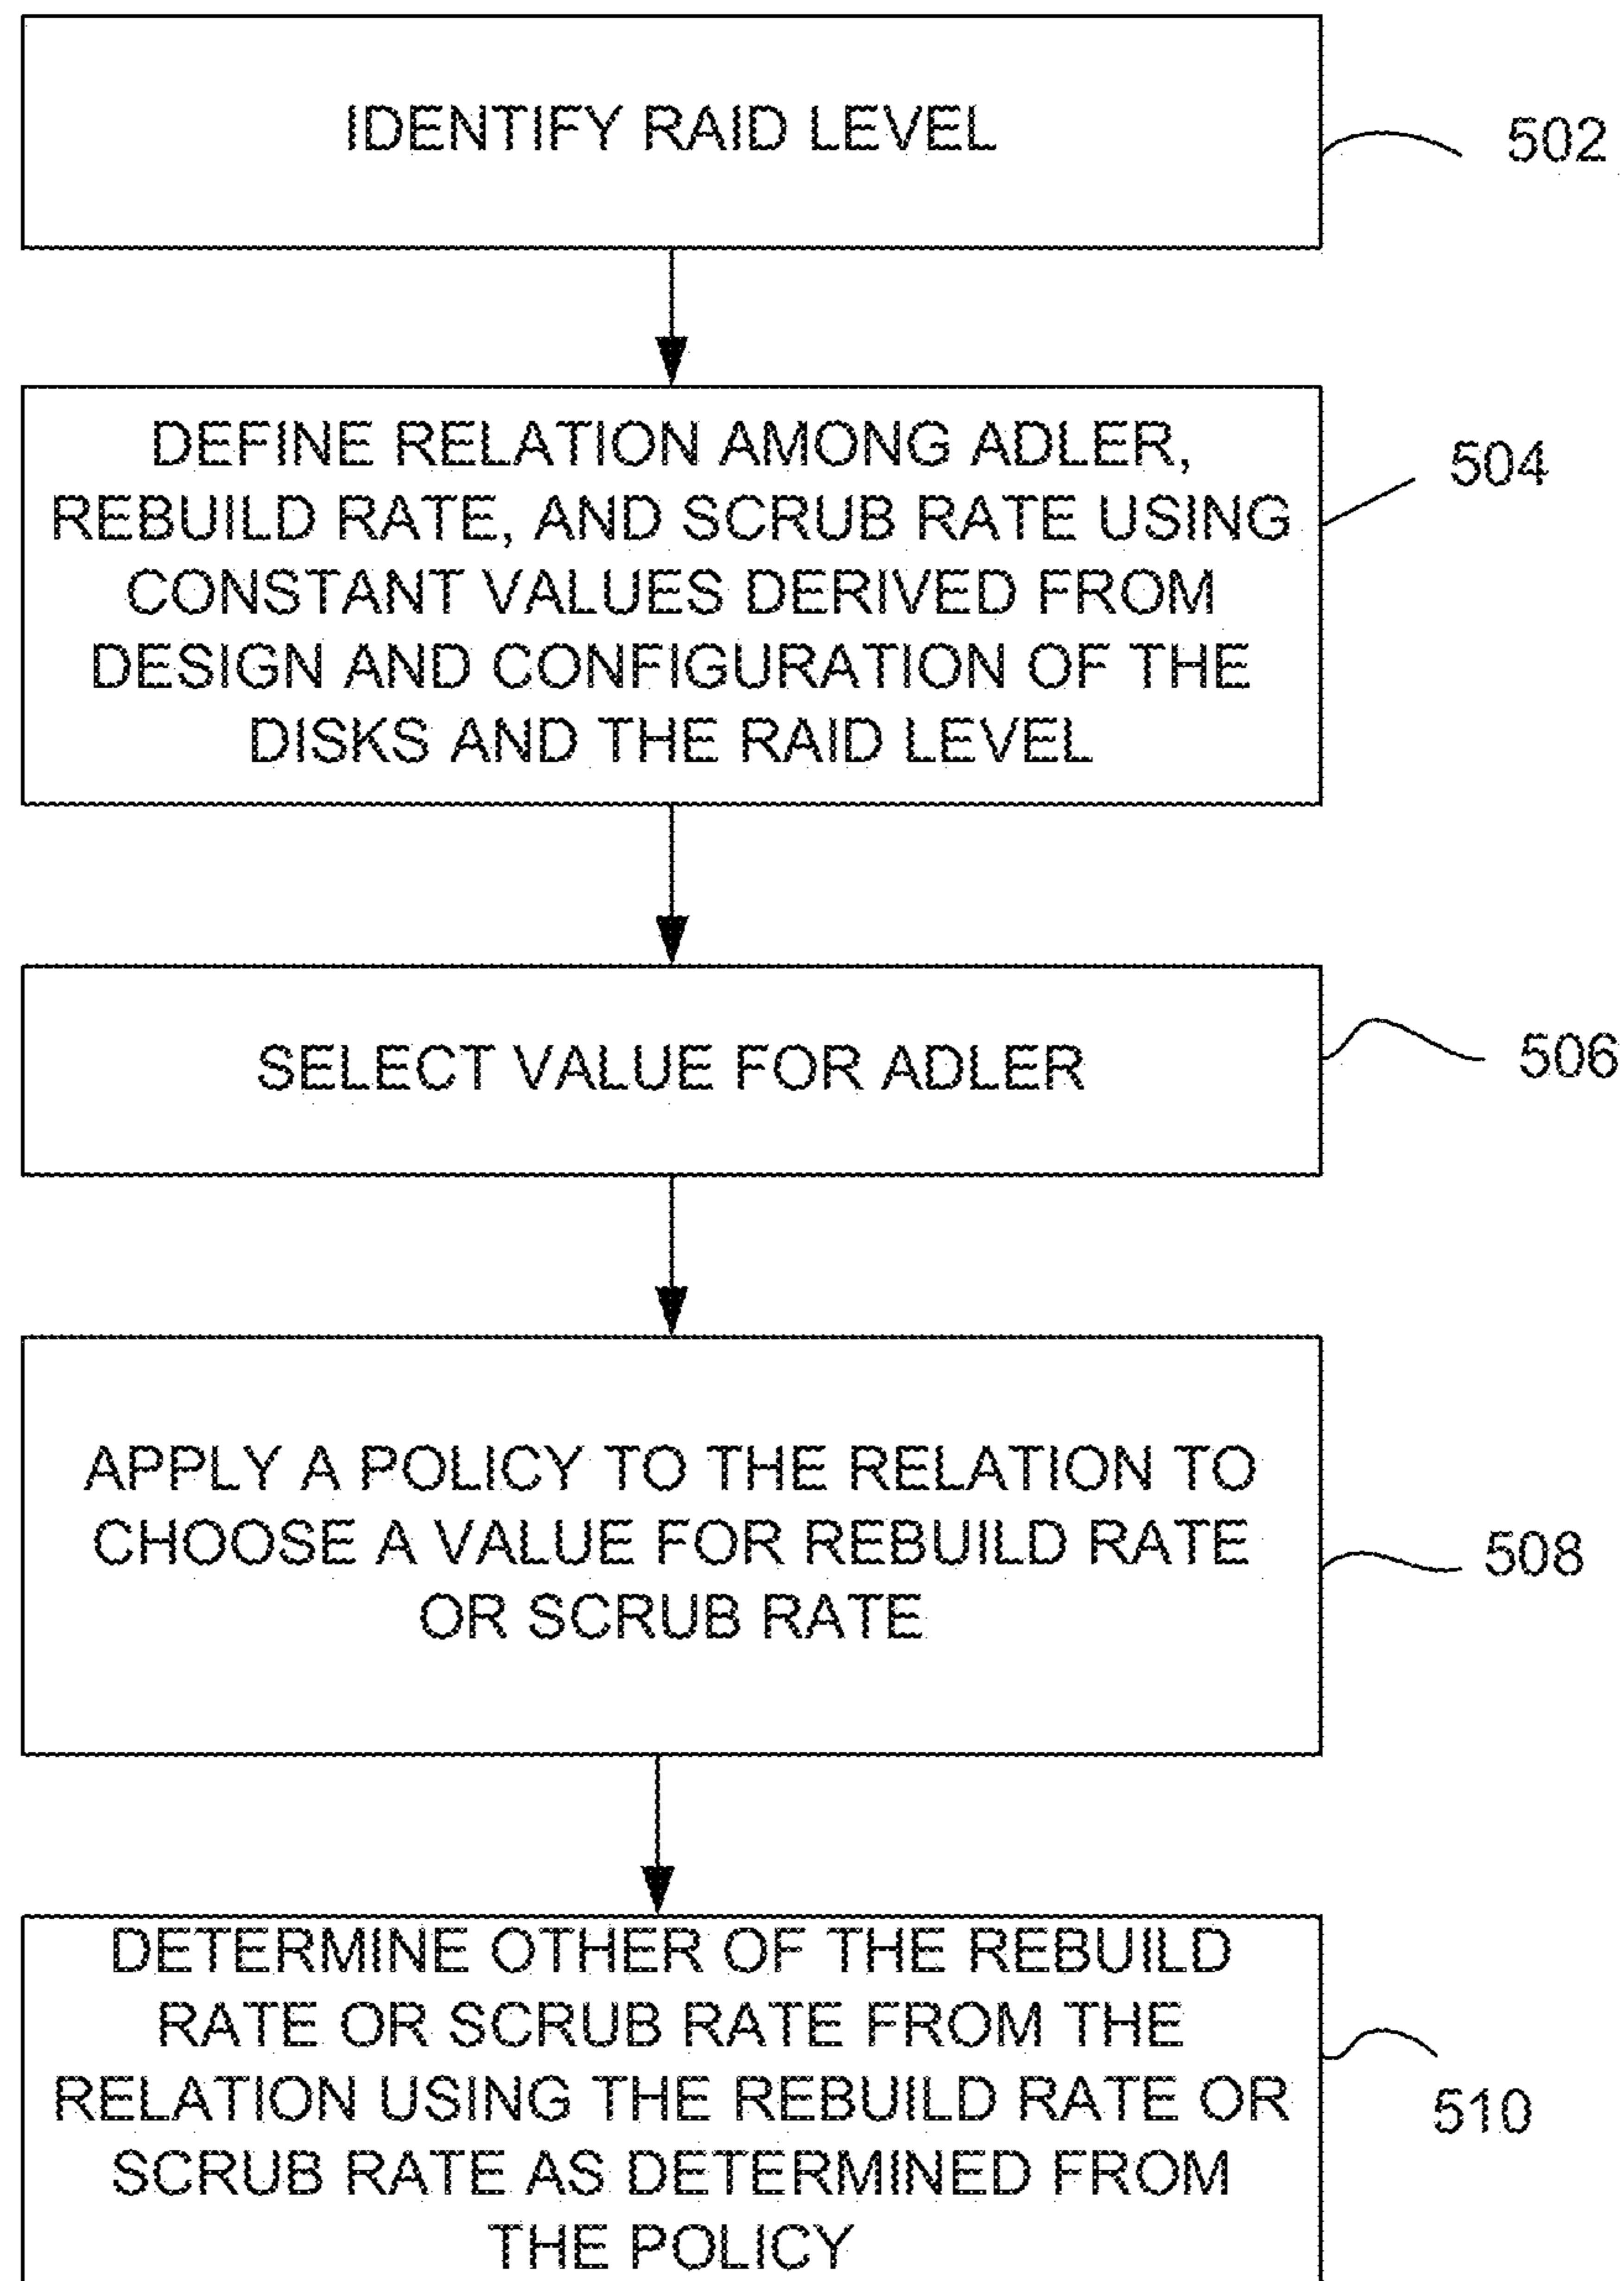 IDENTIFY RAID LEVEL
502
DEFINE RELATION AMONG ADLER,
REBUILD RATE, AND SCRUB RATE USING
CONSTANT VALUES DERIVED FROM
DESIGN AND CONFIGURATION OF THE
DISKS AND THE RAID LEVEL
504
SELECT VALUE FOR ADLER
506
APPLY A POLICY TO THE RELATION TO
CHOOSE A VALUE FOR REBUILD RATE
OR SCRUB RATE
508
DETERMINE OTHER OF THE REBUILD
RATE OR SCRUB RATE FROM THE
RELATION USING THE REBUILD RATE OR
SCRUB RATE AS DETERMINED FROM
THE POLICY
510